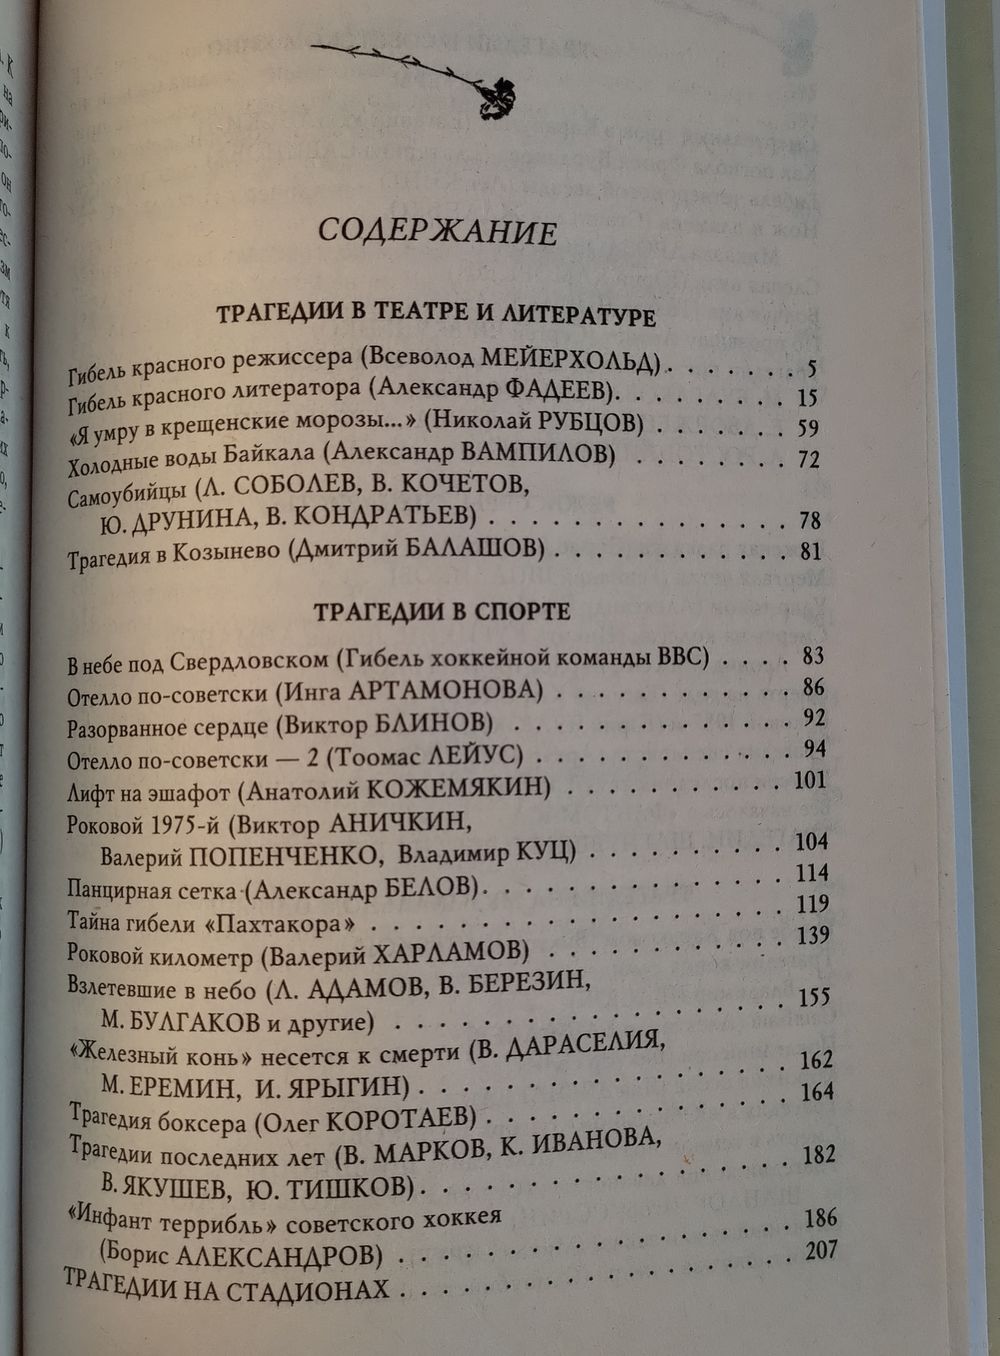 СОДЕРЖАНИЕ
ТРАГЕДИИ В ТЕАТРЕ И ЛИТЕРАТУРЕ
Гибель красного режиссера (Всеволод МЕЙЕРХОЛЬД) . . . . . . . 5
Гибель красного литератора (Александр ФАДЕЕВ). . . . . . . . . 15
«Я умру в крещенские морозы...» (Николай РУБЦОВ) . . . . . . . 59
Холодные воды Байкала (Александр ВАМПИЛОВ) . . . . . . . . 72
Самоубийцы (Л. СОБОЛЕВ, В. КОЧЕТОВ,
Ю. ДРУНИНА, В. КОНДРАТЬЕВ) . . . . . . . . . . . . . . 78
Трагедия в Козынево (Дмитрий БАЛАШОВ) . . . . . . . . . . . 81
ТРАГЕДИИ В СПОРТЕ
В небе под Свердловском (Гибель хоккейной команды ВВС) . . . . 83
Отелло по-советски (Инга АРТАМОНОВА) . . . . . . . . . . . 86
Разорванное сердце (Виктор БЛИНОВ) . . . . . . . . . . . . . 92
Отелло по-советски — 2 (Тоомас ЛЕЙУС) . . . . . . . . . . . . 94
Лифт на эшафот (Анатолий КОЖЕМЯКИН) . . . . . . . . . . 101
Роковой 1975-й (Виктор АНИЧКИН,
Валерий ПОПЕНЧЕНКО, Владимир КУЦ) . . . . . . . . . 104
Панцирная сетка (Александр БЕЛОВ). . . . . . . . . . . . . . 114
Тайна гибели «Пахтакора» . . . . . . . . . . . . . . . . . . . 119
Роковой километр (Валерий ХАРЛАМОВ) . . . . . . . . . . . . 139
Взлетевшие в небо (Л. АДАМОВ, В. БЕРЕЗИН,
М. БУЛГАКОВ и другие) . . . . . . . . . . . . . . . . . . 155
«Железный конь» несется к смерти (В. ДАРАСЕЛИЯ,
М. ЕРЕМИН, И. ЯРЫГИН) . . . . . . . . . . . . . . . . . 162
Трагедия боксера (Олег КОРОТАЕВ) . . . . . . . . . . . . . . 164
Трагедии последних лет (В. МАРКОВ, К. ИВАНОВА,
В. ЯКУШЕВ, Ю. ТИШКОВ) . . . . . . . . . . . . . . . . . 182
«Инфант террибль» советского хоккея
(Борис АЛЕКСАНДРОВ) . . . . . . . . . . . . . . . . . . 186
ТРАГЕДИИ НА СТАДИОНАХ . . . . . . . . . . . . . . . . . . 207